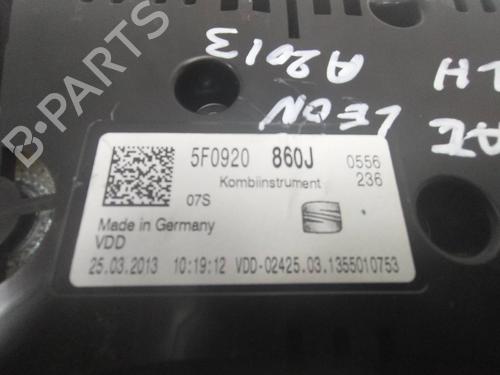 B-PARTS
A2013
LH
LEON
5F0920 860J 0556
Kombiinstrument 236
07S
Made in Germany
VDD
25.03.2013 10:19:12 VDD-02425.03.1355010753